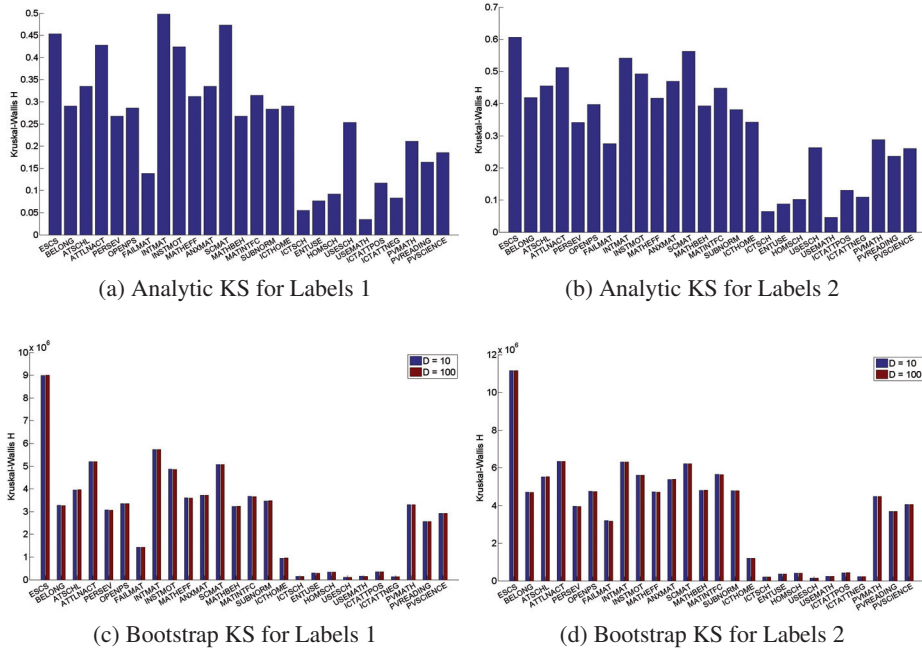 0.5
0.45
0.4
0.35
0.3
0.25
0.2
0.15
0.1
0.05
0
Kruskal-Wallis H
ESCS
BELONG
ATSCHL
ATTLNACT
PERSEV
OPENPS
FAILMAT
INTMAT
INSTMOT
MATHEFF
ANXMAT
SCMAT
MATHBEH
MATINTFC
SUBNORM
ICTHOME
ICTSCH
ENTUSE
HOMSCH
USESCH
USEMATH
ICTATTPOS
ICTATTNEG
PVMATH
PVREADING
PVSCIENCE
(a) Analytic KS for Labels 1
0.7
0.6
0.5
0.4
0.3
0.2
0.1
0
Kruskal-Wallis H
ESCS
BELONG
ATSCHL
ATTLNACT
PERSEV
OPENPS
FAILMAT
INTMAT
INSTMOT
MATHEFF
ANXMAT
SCMAT
MATHBEH
MATINTFC
SUBNORM
ICTHOME
ICTSCH
ENTUSE
HOMSCH
USESCH
USEMATH
ICTATTPOS
ICTATTNEG
PVMATH
PVREADING
PVSCIENCE
(b) Analytic KS for Labels 2
x 10⁶
10
9
8
7
6
5
4
3
2
1
0
Kruskal-Wallis H
D = 10
D = 100
ESCS
BELONG
ATSCHL
ATTLNACT
PERSEV
OPENPS
FAILMAT
INTMAT
INSTMOT
MATHEFF
ANXMAT
SCMAT
MATHBEH
MATINTFC
SUBNORM
ICTHOME
ICTSCH
ENTUSE
HOMSCH
USESCH
USEMATH
ICTATTPOS
ICTATTNEG
PVMATH
PVREADING
PVSCIENCE
(c) Bootstrap KS for Labels 1
x 10⁶
12
10
8
6
4
2
0
Kruskal-Wallis H
D = 10
D = 100
ESCS
BELONG
ATSCHL
ATTLNACT
PERSEV
OPENPS
FAILMAT
INTMAT
INSTMOT
MATHEFF
ANXMAT
SCMAT
MATHBEH
MATINTFC
SUBNORM
ICTHOME
ICTSCH
ENTUSE
HOMSCH
USESCH
USEMATH
ICTATTPOS
ICTATTNEG
PVMATH
PVREADING
PVSCIENCE
(d) Bootstrap KS for Labels 2